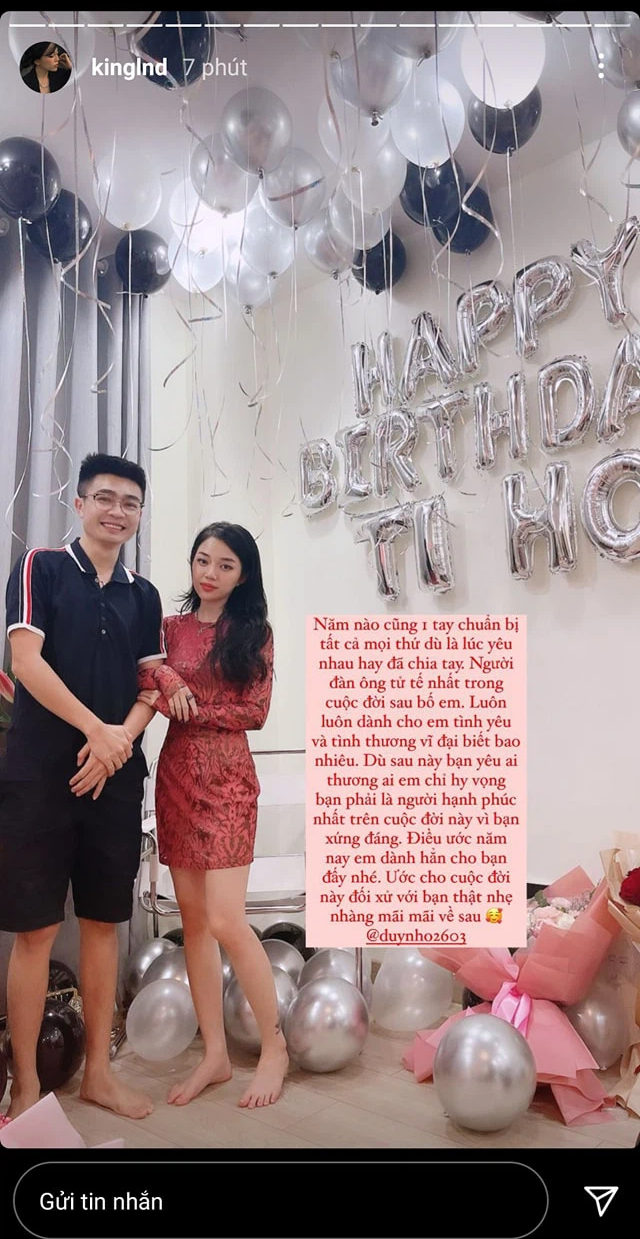 kinglnd 7 phút
HAPPY
BIRTHDA
TI HO
Năm nào cũng 1 tay chuẩn bị
tất cả mọi thứ dù là lúc yêu
nhau hay đã chia tay. Người
đàn ông tử tế nhất trong
cuộc đời sau bố em. Luôn
luôn dành cho em tình yêu
và tình thương vĩ đại biết bao
nhiêu. Dù sau này bạn yêu ai
thương ai em chỉ hy vọng
bạn phải là người hạnh phúc
nhất trên cuộc đời này vì bạn
xứng đáng. Điều ước năm
nay em dành hẳn cho bạn
đấy nhé. Ước cho cuộc đời
này đối xử với bạn thật nhẹ
nhàng mãi mãi về sau 🥰
@duynho2603
Gửi tin nhắn